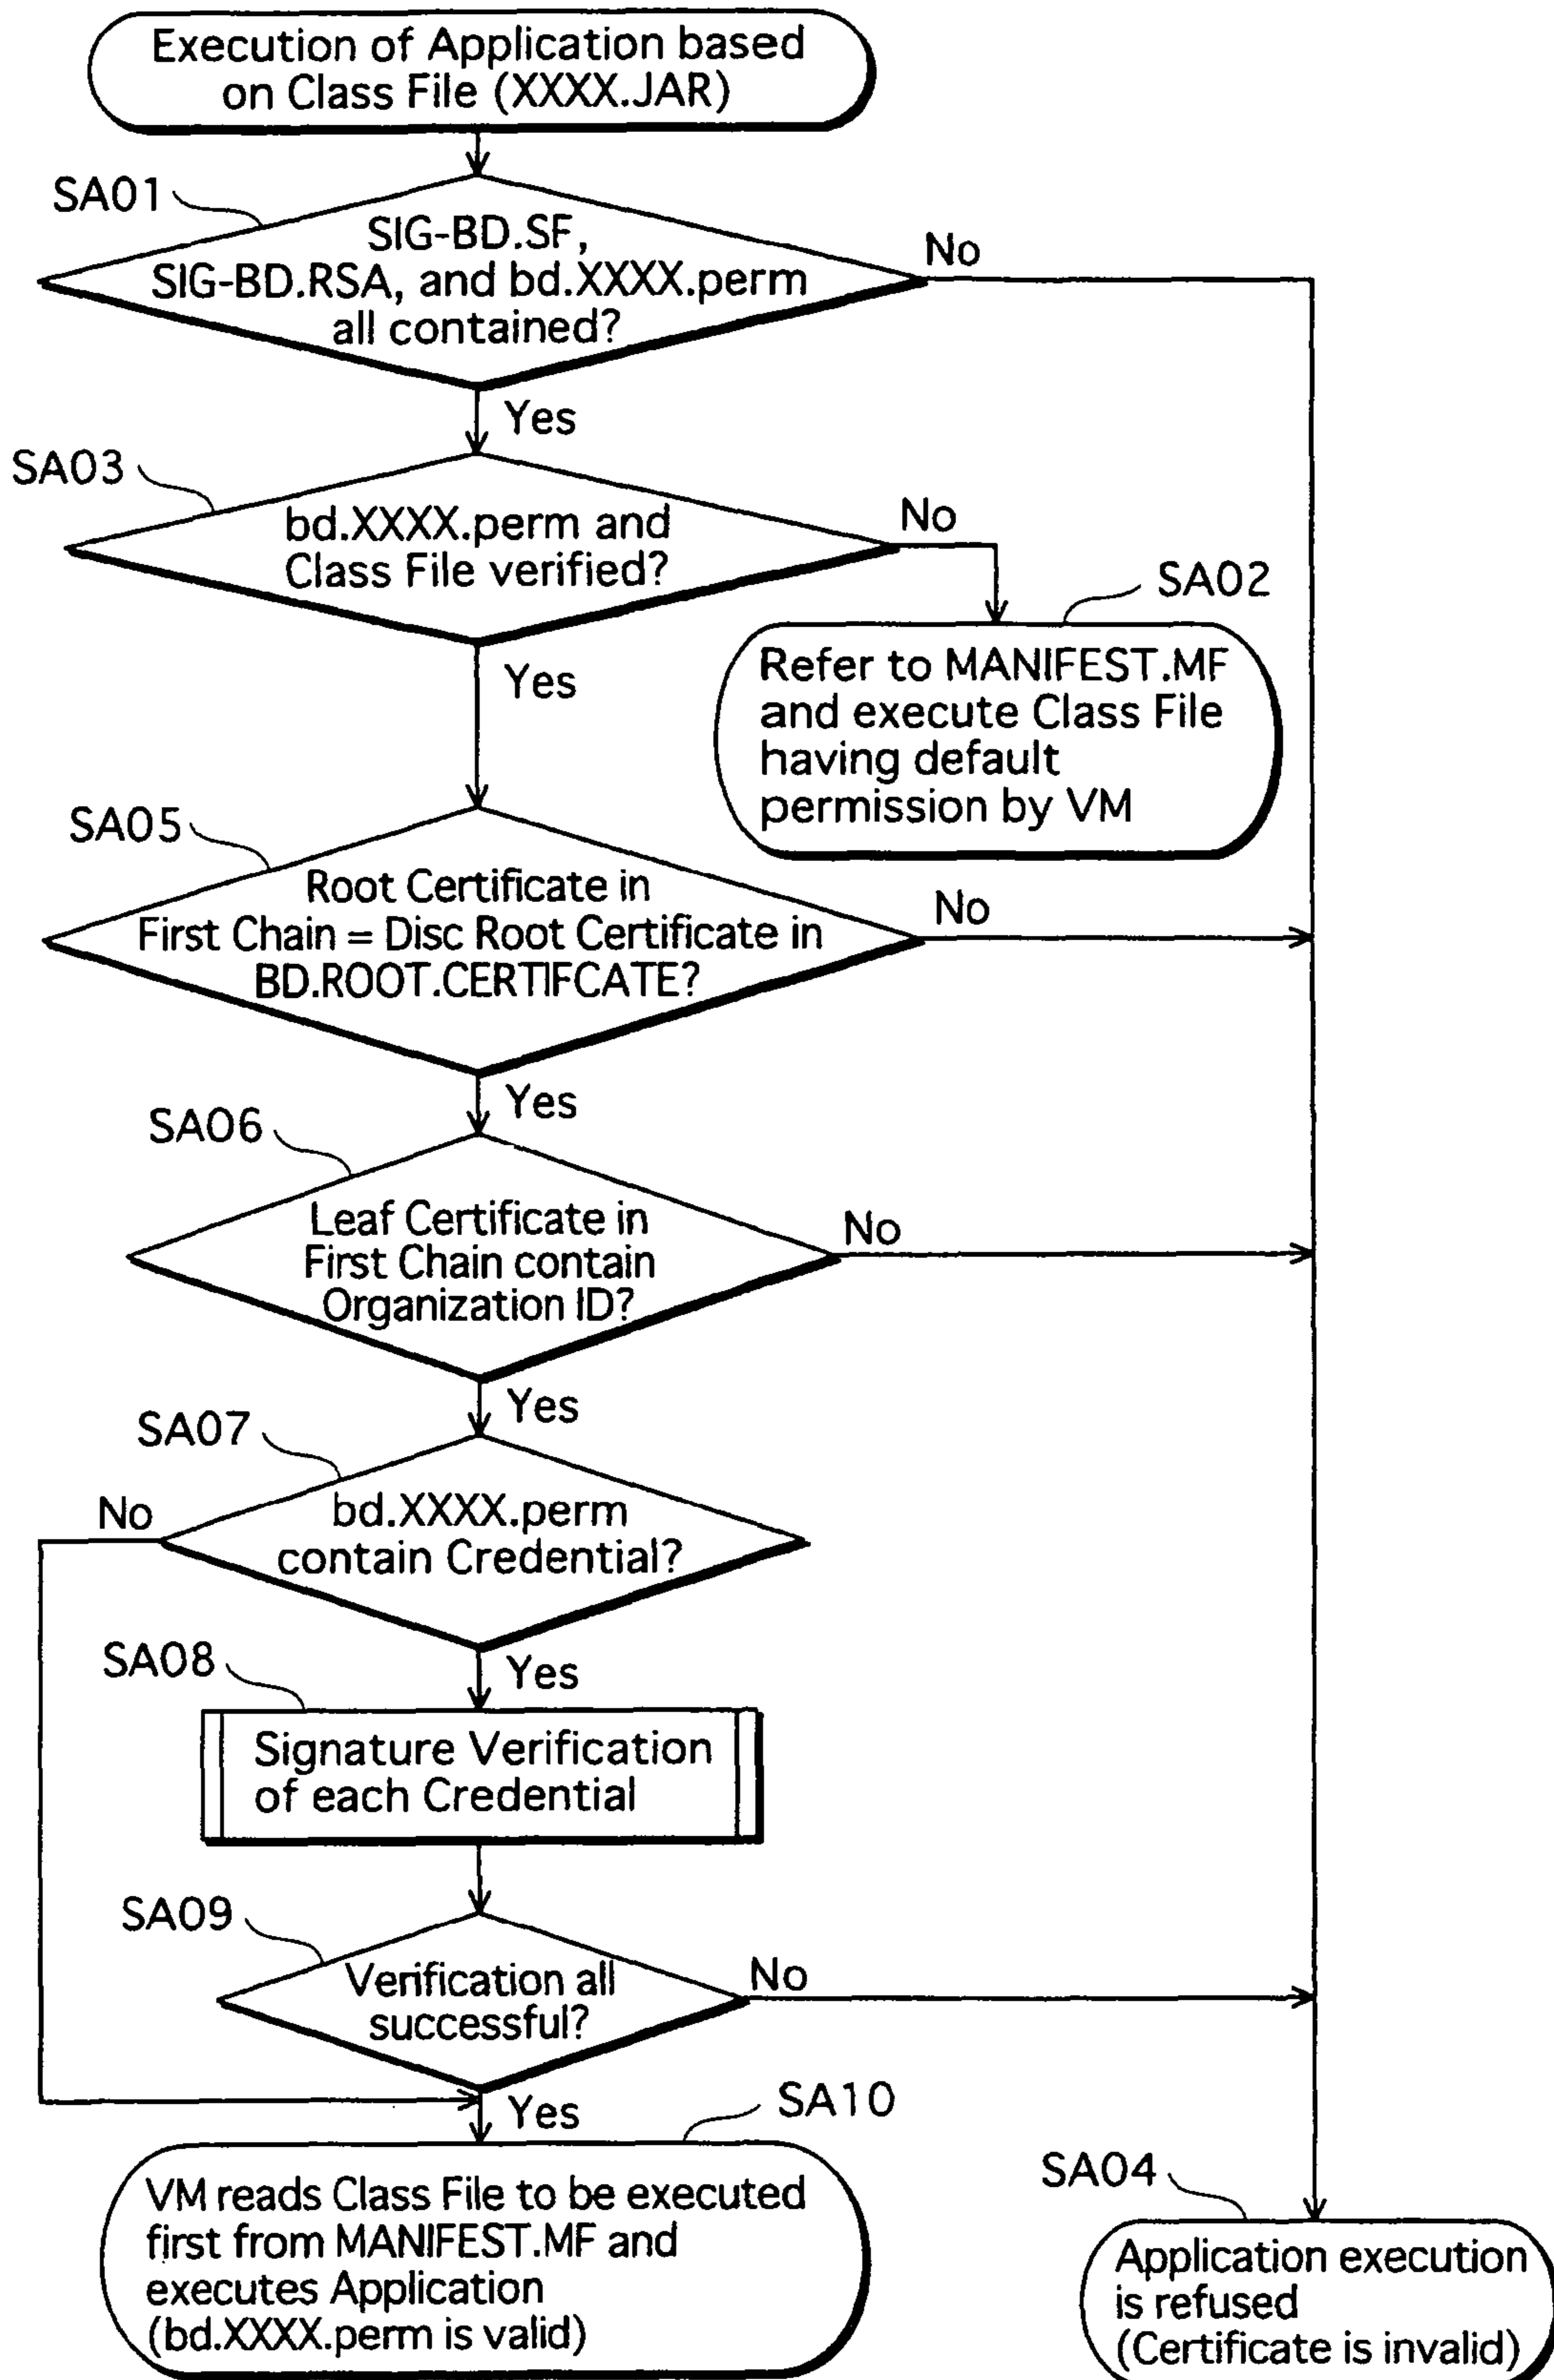 Execution of Application based
on Class File (XXXX.JAR)
SA01
SIG-BD.SF,
SIG-BD.RSA, and bd.XXXX.perm
all contained?
No
Yes
SA03
bd.XXXX.perm and
Class File verified?
No
SA02
Refer to MANIFEST.MF
and execute Class File
having default
permission by VM
Yes
SA05
Root Certificate in
First Chain = Disc Root Certificate in
BD.ROOT.CERTIFCATE?
No
Yes
SA06
Leaf Certificate in
First Chain contain
Organization ID?
No
Yes
SA07
No
bd.XXXX.perm
contain Credential?
Yes
SA08
Signature Verification
of each Credential
SA09
Verification all
successful?
No
Yes
SA10
VM reads Class File to be executed
first from MANIFEST.MF and
executes Application
(bd.XXXX.perm is valid)
SA04
Application execution
is refused
(Certificate is invalid)